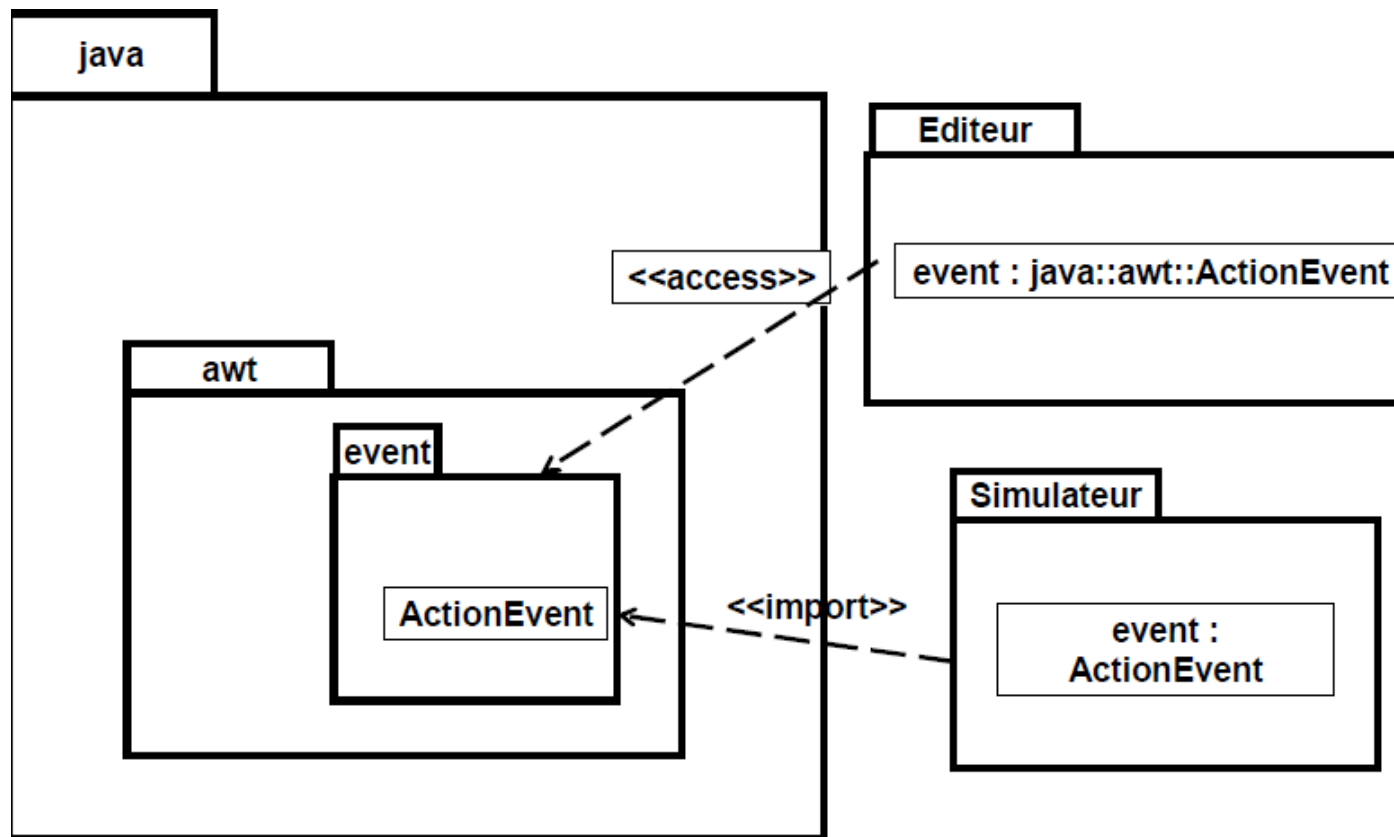 java
Editeur
<<access>>
event : java::awt::ActionEvent
awt
event
Simulateur
ActionEvent
<<import>>
event :
ActionEvent